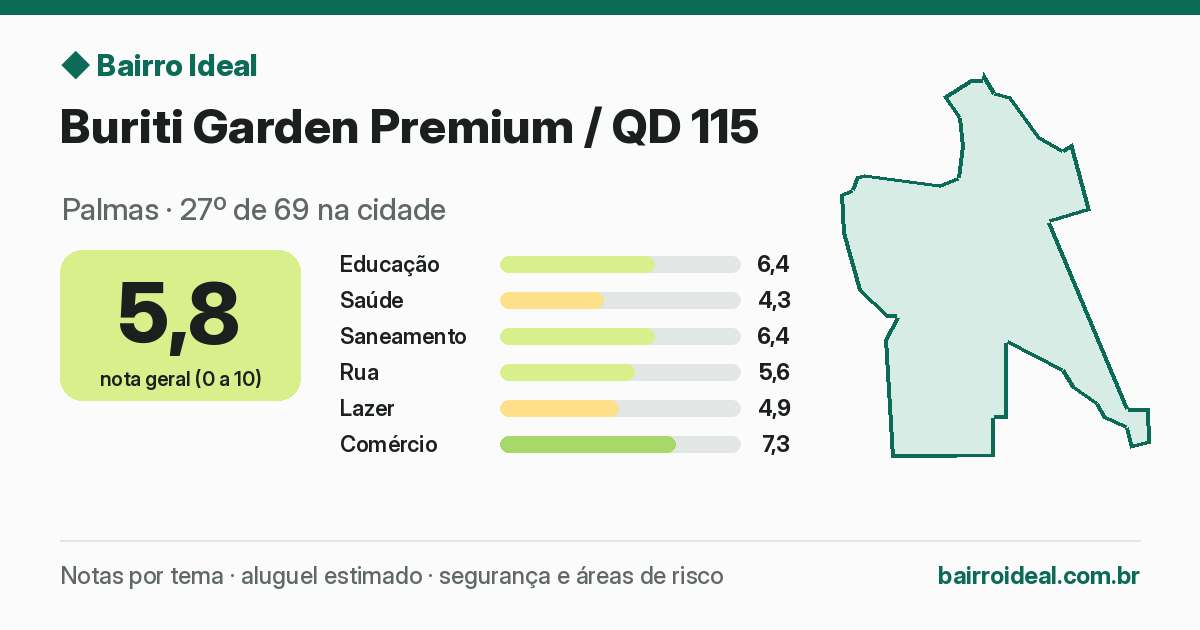 Bairro Ideal
Buriti Garden Premium / QD 115
Palmas · 27º de 69 na cidade
5,8
nota geral (0 a 10)
Educação 6,4
Saúde 4,3
Saneamento 6,4
Rua 5,6
Lazer 4,9
Comércio 7,3
Notas por tema · aluguel estimado · segurança e áreas de risco
bairroideal.com.br